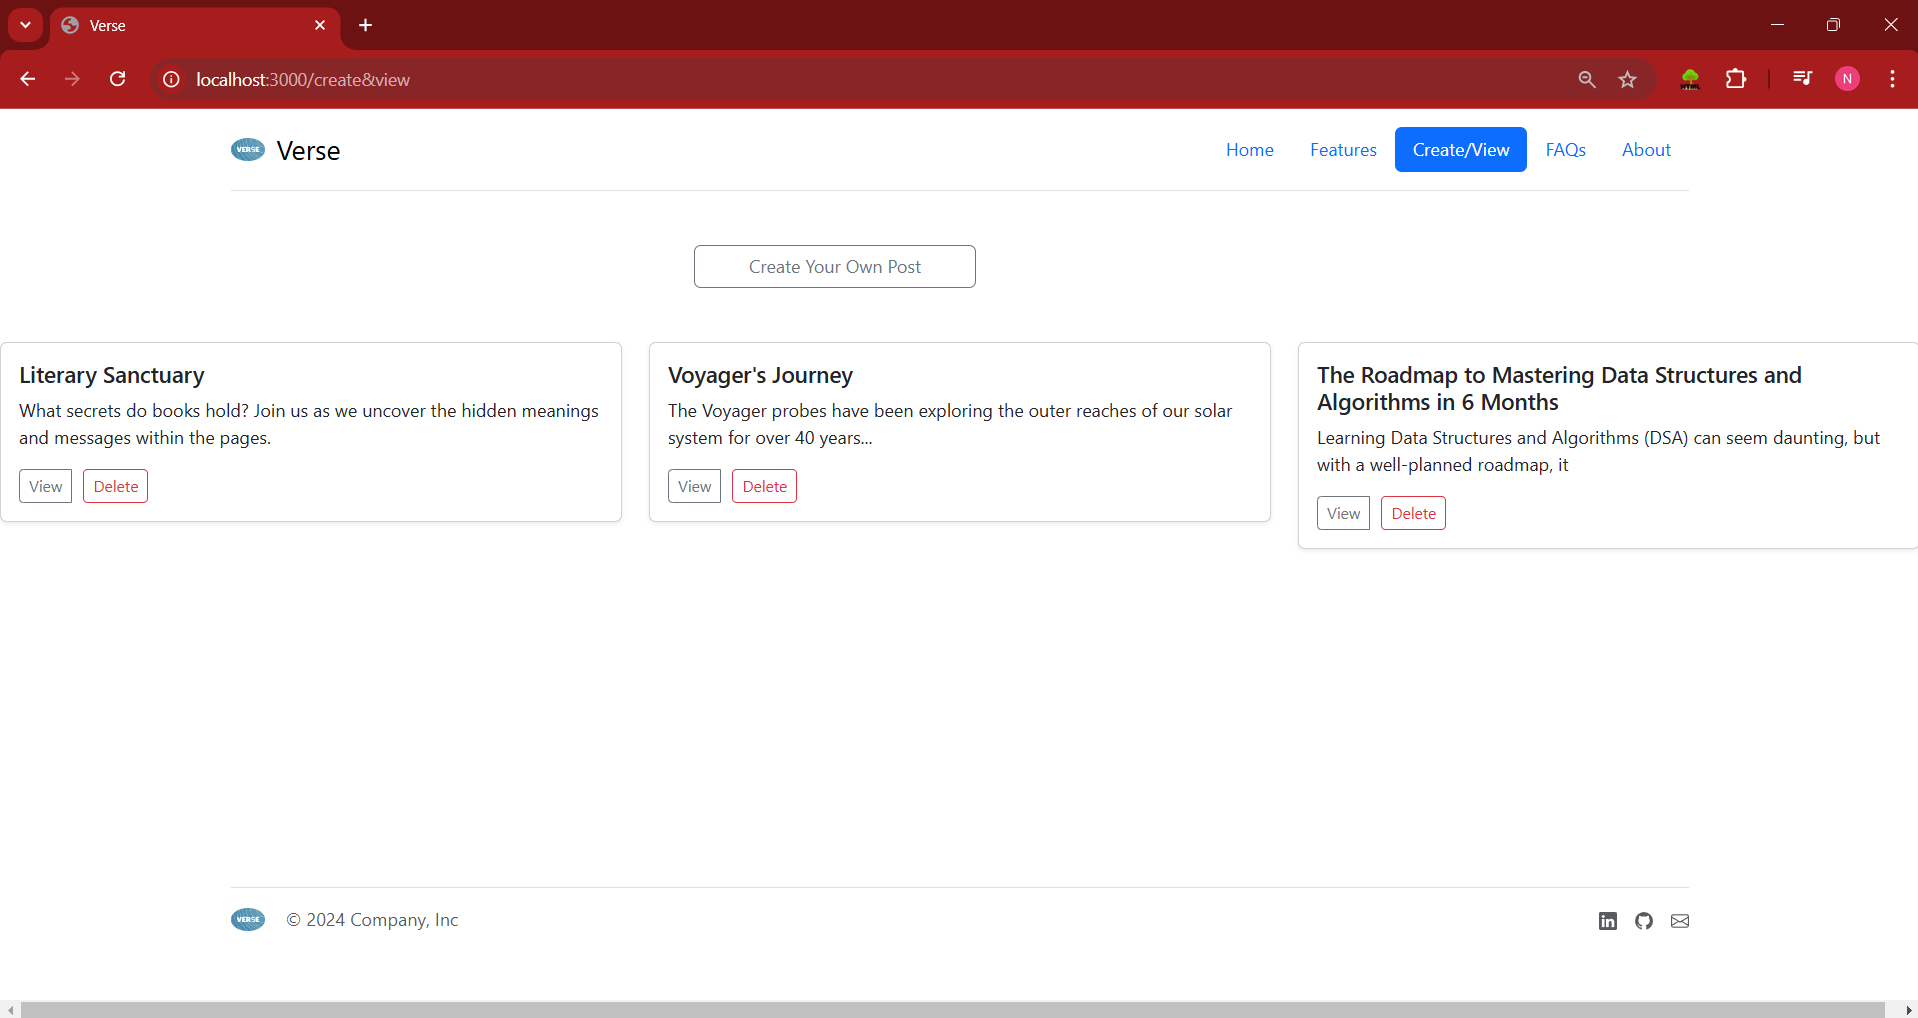 Verse
localhost:3000/create&view
N
VERSE Verse
Home Features Create/View FAQs About
Create Your Own Post
Literary Sanctuary
What secrets do books hold? Join us as we uncover the hidden meanings
and messages within the pages.
View Delete
Voyager's Journey
The Voyager probes have been exploring the outer reaches of our solar
system for over 40 years...
View Delete
The Roadmap to Mastering Data Structures and
Algorithms in 6 Months
Learning Data Structures and Algorithms (DSA) can seem daunting, but
with a well-planned roadmap, it
View Delete
VERSE © 2024 Company, Inc
in